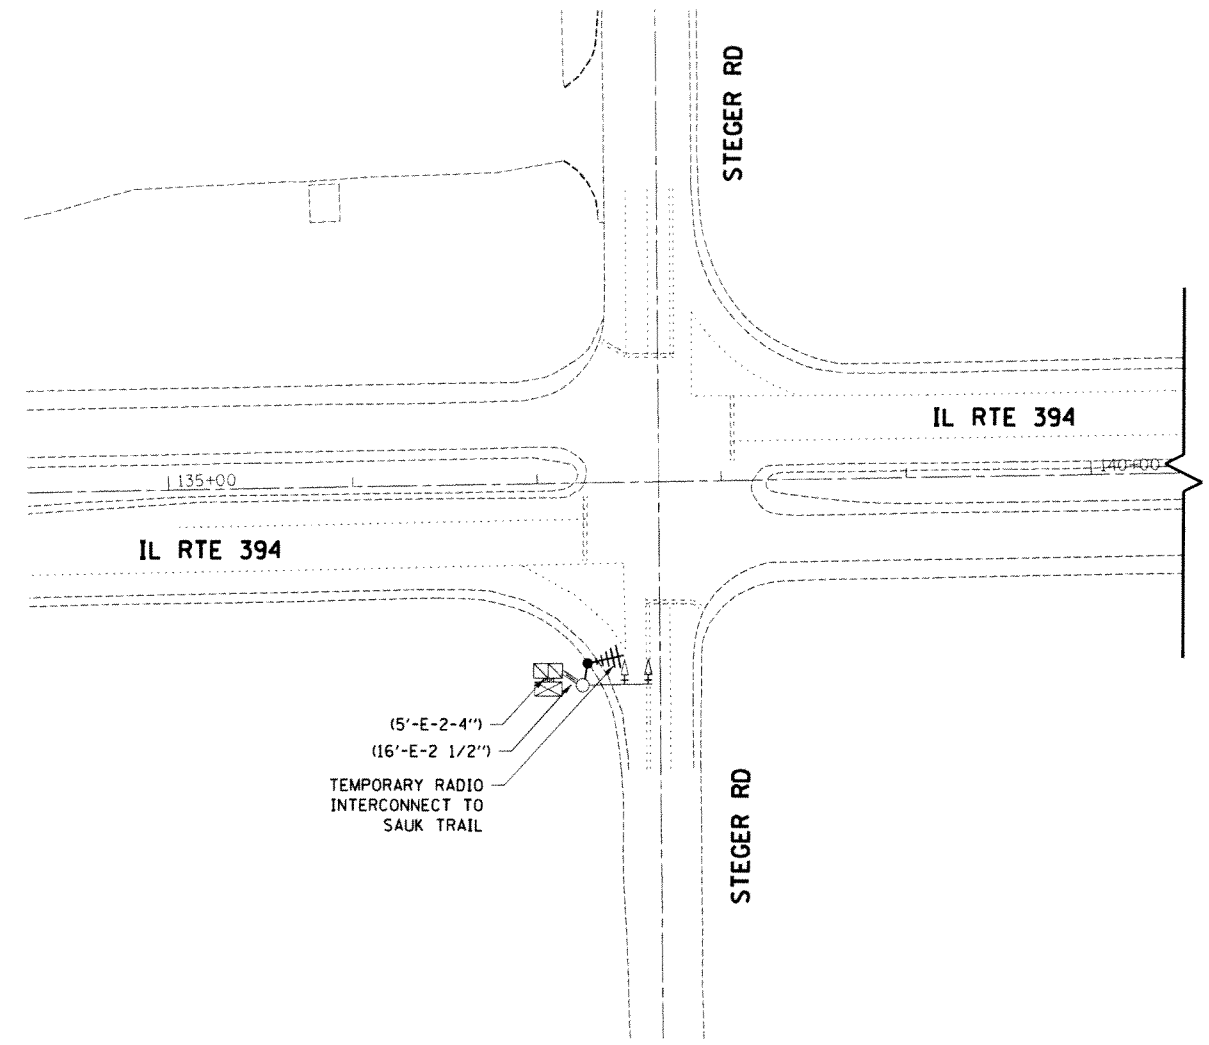 STEGER RD
IL RTE 394
140+00
135+00
IL RTE 394
(5'-E-2-4")
(16'-E-2 1/2")
TEMPORARY RADIO
INTERCONNECT TO
SAUK TRAIL
STEGER RD